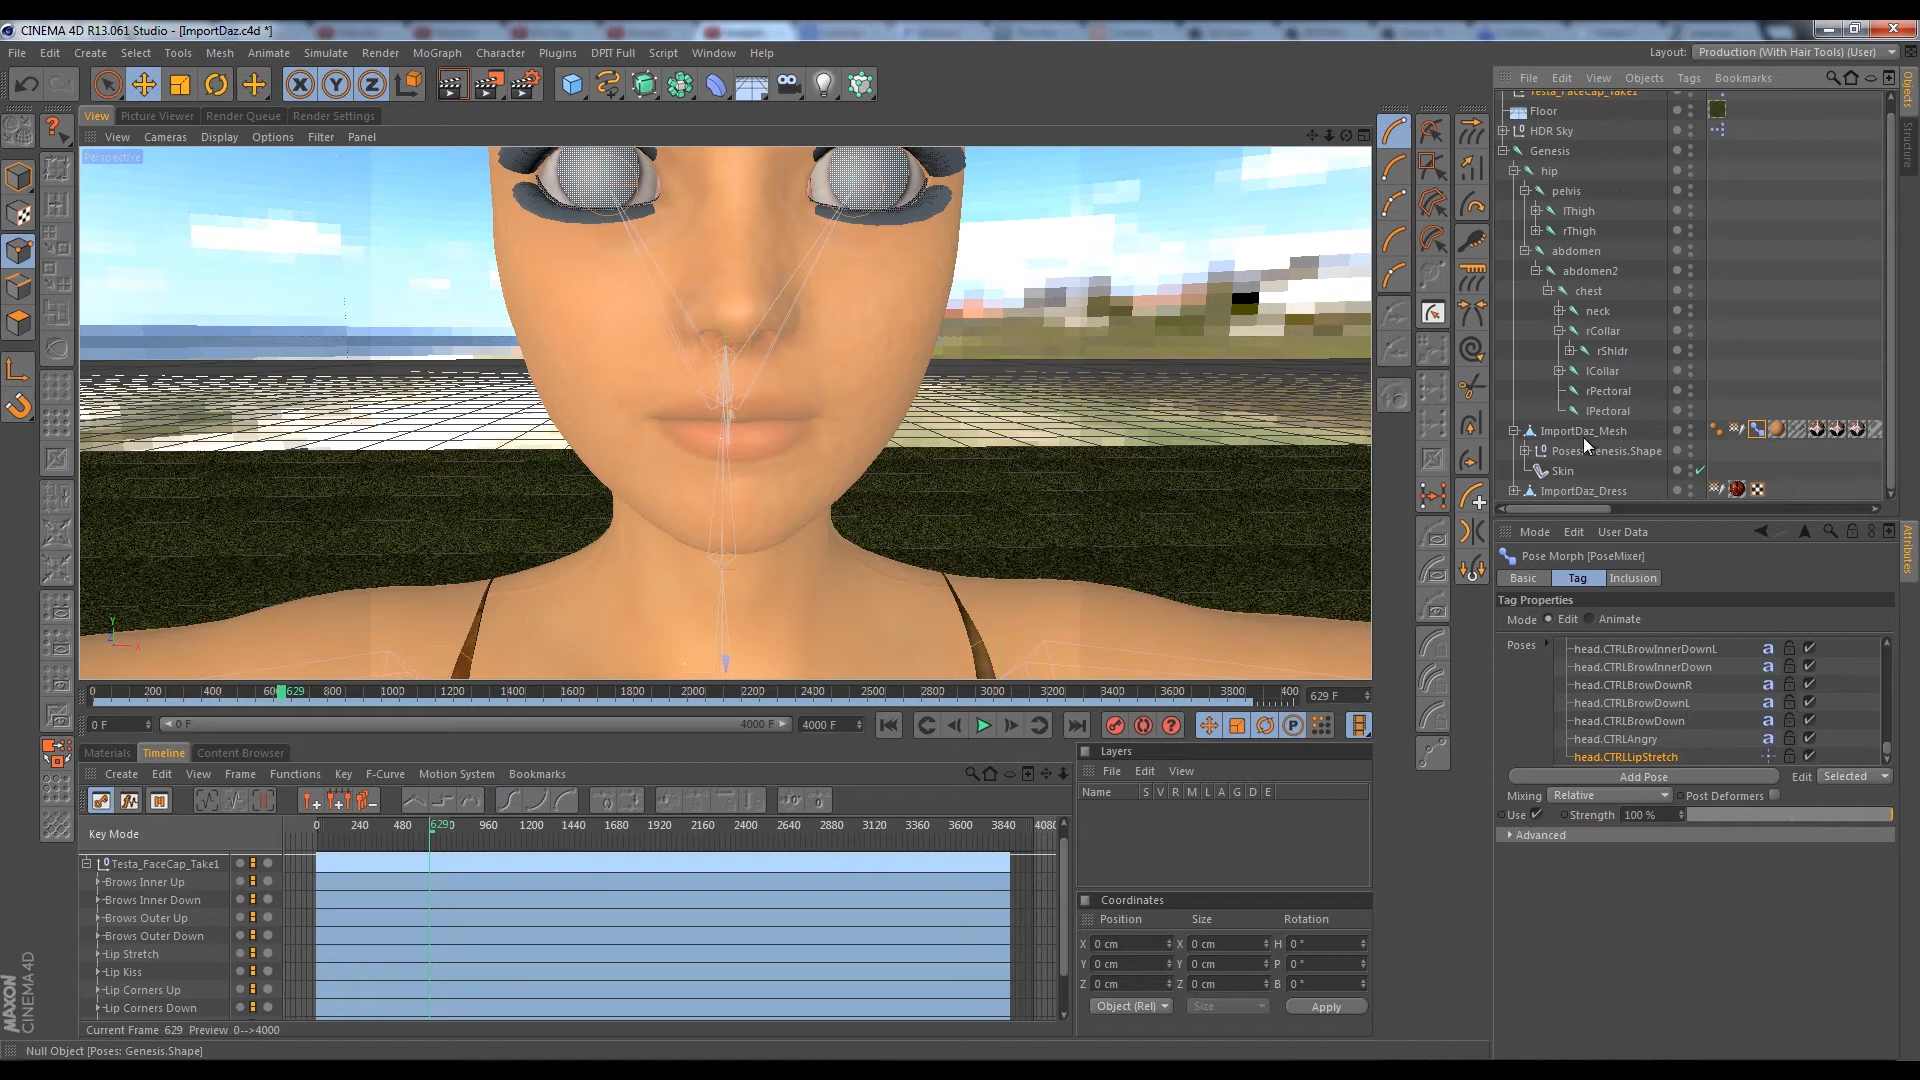 CINEMA 4D R13.061 Studio - [ImportDaz.c4d *]
File Edit Create Select Tools Mesh Animate Simulate Render MoGraph Character Plugins DPIT Full Script Window Help
Layout: Production (With Hair Tools) (User)
View Picture Viewer Render Queue Render Settings
View Cameras Display Options Filter Panel
Perspective
File Edit View Objects Tags Bookmarks
Testa_FaceCap_Take1
Floor
HDR Sky
Genesis
hip
pelvis
lThigh
rThigh
abdomen
abdomen2
chest
neck
rCollar
rShldr
lCollar
rPectoral
lPectoral
ImportDaz_Mesh
Poses: Genesis.Shape
Skin
ImportDaz_Dress
Objects
Structure
Attributes
Mode Edit User Data
Pose Morph [PoseMixer]
Basic Tag Inclusion
Tag Properties
Mode Edit Animate
Poses
head.CTRLBrowInnerDownL
head.CTRLBrowInnerDown
head.CTRLBrowDownR
head.CTRLBrowDownL
head.CTRLBrowDown
head.CTRLAngry
head.CTRLLipStretch
Add Pose Edit Selected
Mixing Relative Post Deformers
Use Strength 100 %
Advanced
Y
X
0 200 400 600 629 800 1000 1200 1400 1600 1800 2000 2200 2400 2600 2800 3000 3200 3400 3600 3800 400 629 F
0 F 0 F 4000 F 4000 F
Materials Timeline Content Browser
Create Edit View Frame Functions Key F-Curve Motion System Bookmarks
Key Mode
0 240 480 629 960 1200 1440 1680 1920 2160 2400 2640 2880 3120 3360 3600 3840 4080
Testa_FaceCap_Take1
Brows Inner Up
Brows Inner Down
Brows Outer Up
Brows Outer Down
Lip Stretch
Lip Kiss
Lip Corners Up
Lip Corners Down
Current Frame 629 Preview 0-->4000
Layers
File Edit View
Name S V R M L A G D E
Coordinates
Position Size Rotation
X 0 cm X 0 cm H 0 °
Y 0 cm Y 0 cm P 0 °
Z 0 cm Z 0 cm B 0 °
Object (Rel) Size Apply
MAXON
CINEMA 4D
Null Object [Poses: Genesis.Shape]